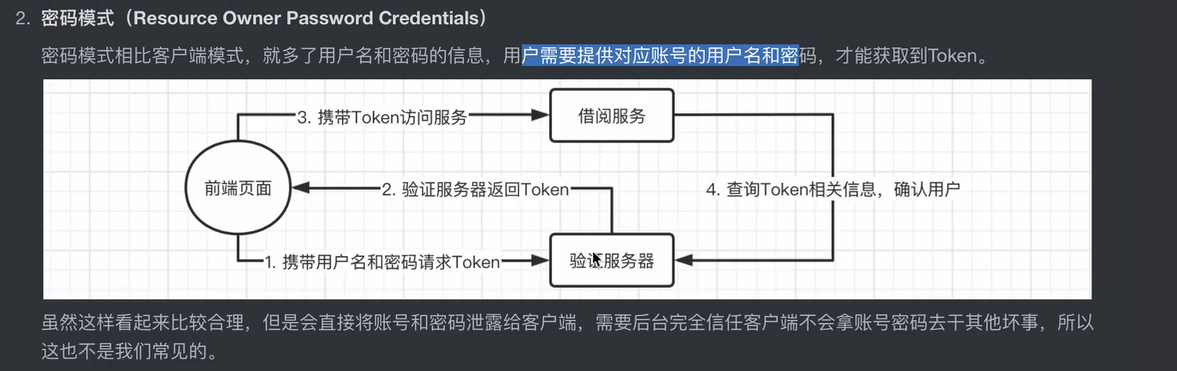 2. 密码模式（Resource Owner Password Credentials）
密码模式相比客户端模式，就多了用户名和密码的信息，用户需要提供对应账号的用户名和密码，才能获取到Token。
3. 携带Token访问服务
借阅服务
前端页面
2. 验证服务器返回Token
4. 查询Token相关信息，确认用户
1. 携带用户名和密码请求Token
验证服务器
虽然这样看起来比较合理，但是会直接将账号和密码泄露给客户端，需要后台完全信任客户端不会拿账号密码去干其他坏事，所以
这也不是我们常见的。